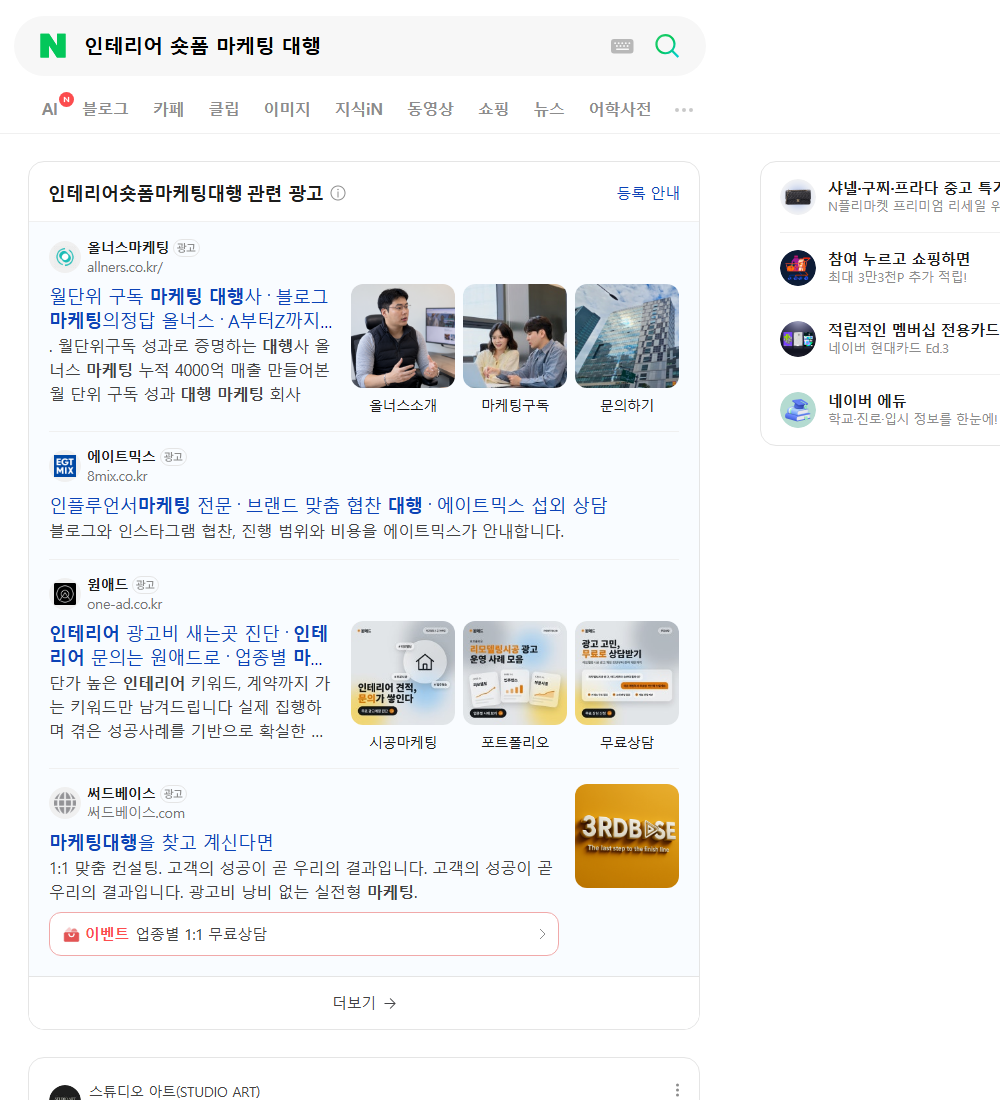 인테리어 숏폼 마케팅 대행
AI N 블로그 카페 클립 이미지 지식iN 동영상 쇼핑 뉴스 어학사전
인테리어숏폼마케팅대행 관련 광고 등록 안내
올너스마케팅 광고
allners.co.kr/
월단위 구독 마케팅 대행사 · 블로그
마케팅의정답 올너스 · A부터Z까지...
. 월단위구독 성과로 증명하는 대행사 올
너스 마케팅 누적 4000억 매출 만들어본
월 단위 구독 성과 대행 마케팅 회사
올너스소개 마케팅구독 문의하기
EGT
MIX
에이트믹스 광고
8mix.co.kr
인플루언서마케팅 전문 · 브랜드 맞춤 협찬 대행 · 에이트믹스 섭외 상담
블로그와 인스타그램 협찬, 진행 범위와 비용을 에이트믹스가 안내합니다.
원애드 광고
one-ad.co.kr
인테리어 광고비 새는곳 진단 · 인테
리어 문의는 원애드로 · 업종별 마...
단가 높은 인테리어 키워드, 계약까지 가
는 키워드만 남겨드립니다 실제 집행하
며 겪은 성공사례를 기반으로 확실한 ...
인테리어 견적,
문의가 쌓인다
리모델링시공 광고
운영 사례 모음
광고 고민,
무료로 상담받기
시공마케팅 포트폴리오 무료상담
써드베이스 광고
써드베이스.com
마케팅대행을 찾고 계신다면
1:1 맞춤 컨설팅. 고객의 성공이 곧 우리의 결과입니다. 고객의 성공이 곧
우리의 결과입니다. 광고비 낭비 없는 실전형 마케팅.
3RDBASE
The last step to the finish line
이벤트 업종별 1:1 무료상담
더보기 →
스튜디오 아트(STUDIO ART)
샤넬·구찌·프라다 중고 특가
N플리마켓 프리미엄 리세일 위
참여 누르고 쇼핑하면
최대 3만3천P 추가 적립!
적립적인 멤버십 전용카드
네이버 현대카드 Ed.3
네이버 에듀
학교·진로·입시 정보를 한눈에!